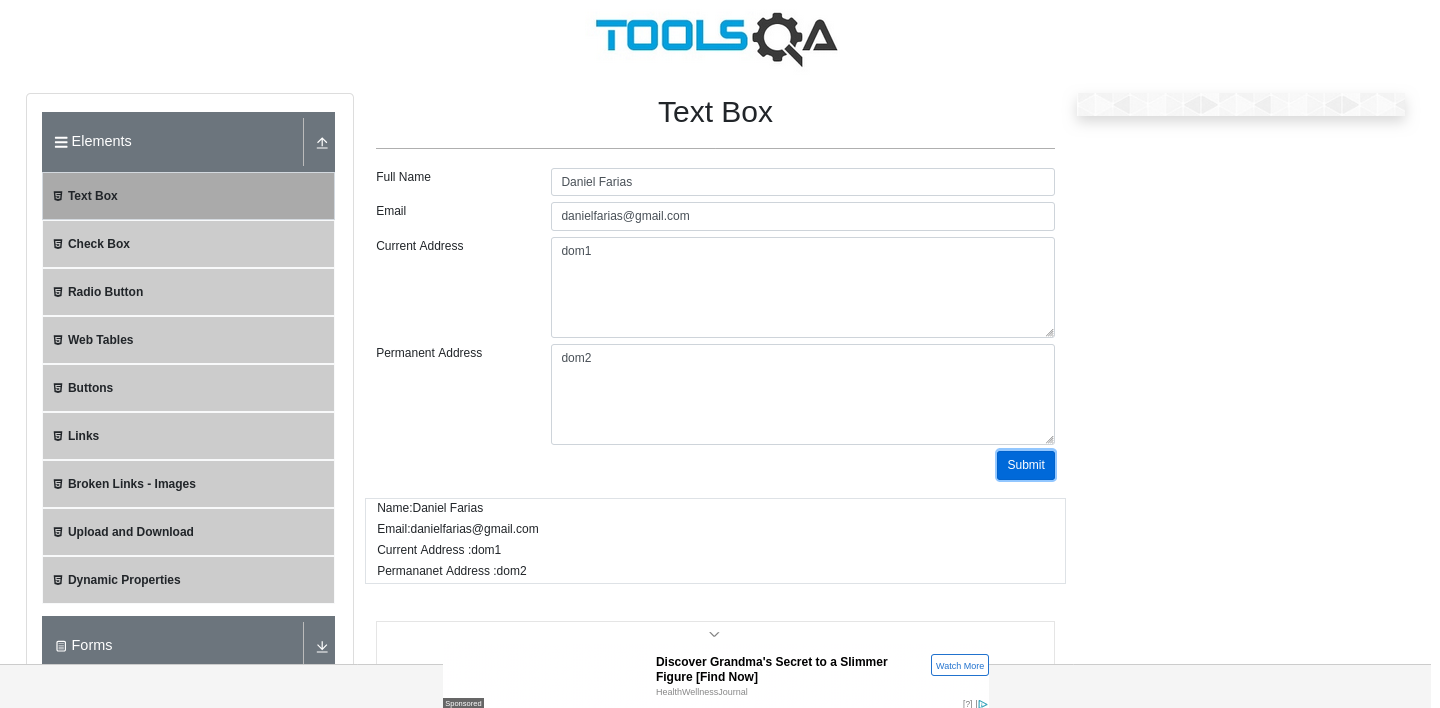 TOOLSQA
Elements
Text Box
Check Box
Radio Button
Web Tables
Buttons
Links
Broken Links - Images
Upload and Download
Dynamic Properties
Forms
Text Box
Full Name
Daniel Farias
Email
danielfarias@gmail.com
Current Address
dom1
Permanent Address
dom2
Submit
Name:Daniel Farias
Email:danielfarias@gmail.com
Current Address :dom1
Permananet Address :dom2
Discover Grandma's Secret to a Slimmer
Figure [Find Now]
HealthWellnessJournal
Watch More
Sponsored
[?]